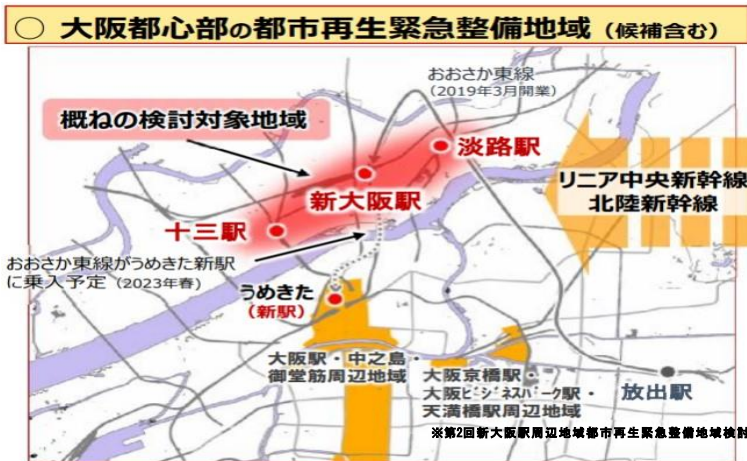 ○ 大阪都心部の都市再生緊急整備地域（候補含む）
おおさか東線
（2019年3月開業）
概ねの検討対象地域
淡路駅
リニア中央新幹線
北陸新幹線
新大阪駅
十三駅
おおさか東線がうめきた新駅
に乗入予定（2023年春）
うめきた
（新駅）
大阪駅・中之島・
御堂筋周辺地域
大阪京橋駅・
大阪ビジネスパーク駅・
天満橋駅周辺地域
放出駅
※第2回新大阪駅周辺地域都市再生緊急整備地域検討